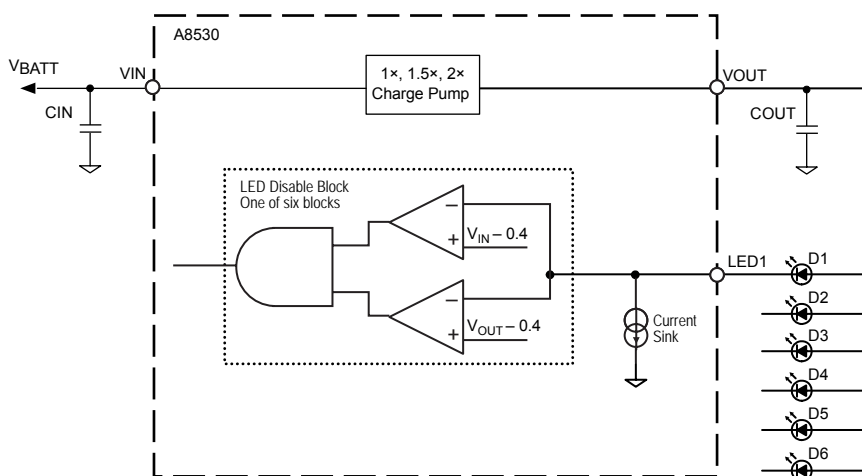 A8530
VBATT
VIN
1×, 1.5×, 2×
Charge Pump
VOUT
CIN
COUT
LED Disable Block
One of six blocks
−
+
VIN – 0.4
−
+
VOUT – 0.4
LED1
Current
Sink
D1
D2
D3
D4
D5
D6